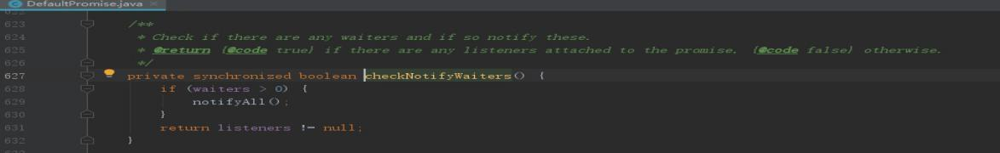 DefaultPromise.java ×
623 /**
624 * Check if there are any waiters and if so notify these.
625 * @return {@code true} if there are any listeners attached to the promise, {@code false} otherwise.
626 */
627 private synchronized boolean checkNotifyWaiters() {
628 if (waiters > 0) {
629 notifyAll();
630 }
631 return listeners != null;
632 }